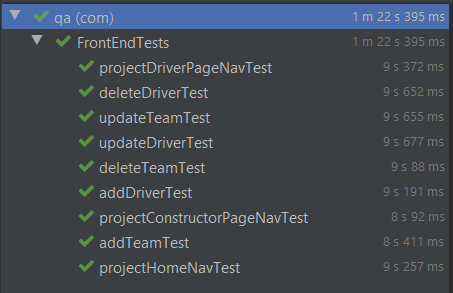 qa (com) 1 m 22 s 395 ms
FrontEndTests 1 m 22 s 395 ms
projectDriverPageNavTest 9 s 372 ms
deleteDriverTest 9 s 652 ms
updateTeamTest 9 s 655 ms
updateDriverTest 9 s 677 ms
deleteTeamTest 9 s 88 ms
addDriverTest 9 s 191 ms
projectConstructorPageNavTest 8 s 92 ms
addTeamTest 8 s 411 ms
projectHomeNavTest 9 s 257 ms